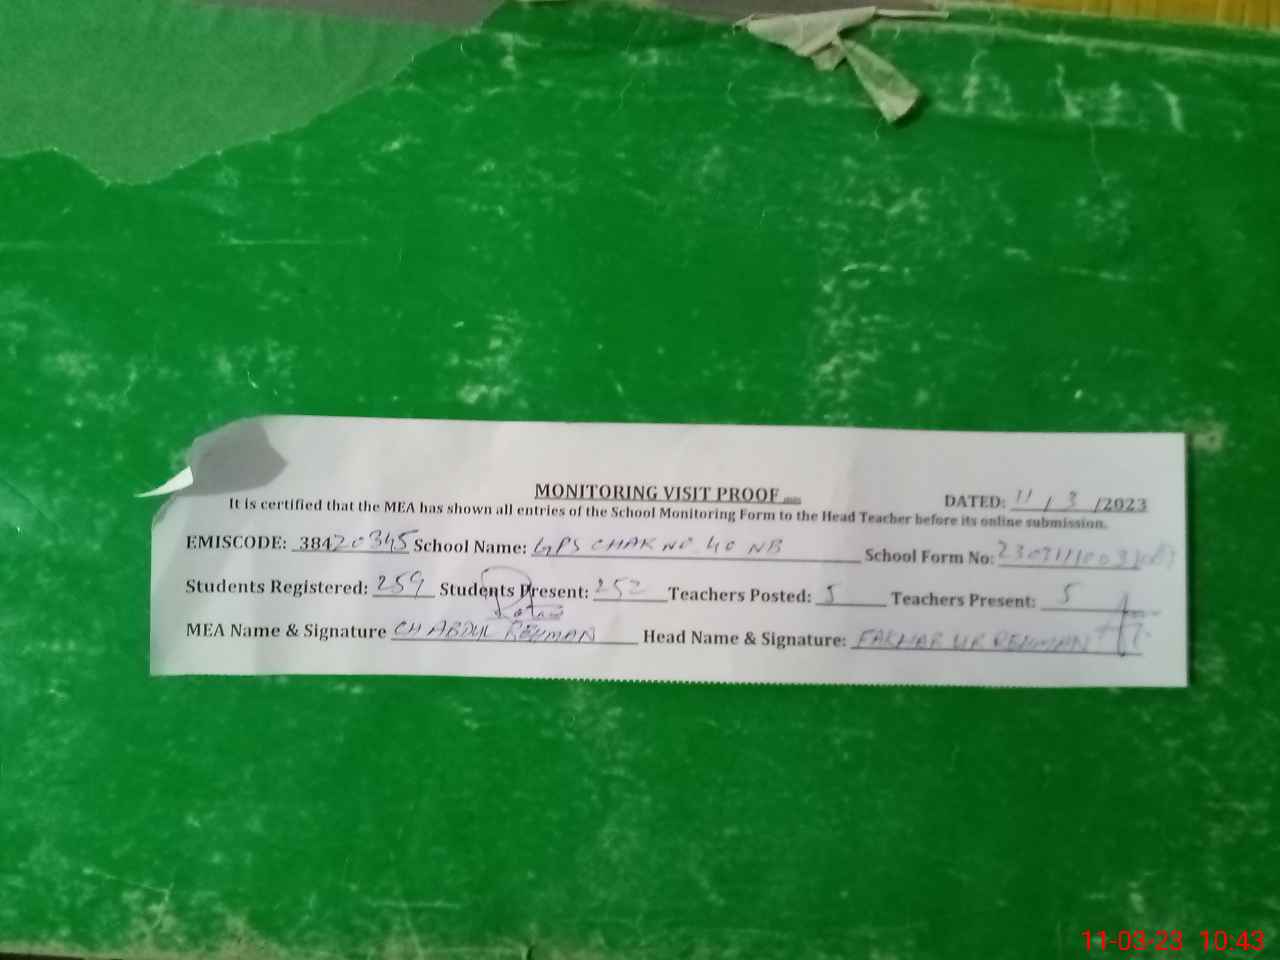 MONITORING VISIT PROOF
DATED: 11 / 3 /2023
It is certified that the MEA has shown all entries of the School Monitoring Form to the Head Teacher before its online submission.
EMISCODE: 38420345 School Name: GPS CHAK NO 40 NB School Form No:
Students Registered: 259 Students Present: 252 Teachers Posted: 5 Teachers Present: 5
MEA Name & Signature CH ABDUL REHMAN Head Name & Signature: FAKHAR UR REHMAN
11-03-23 10:43